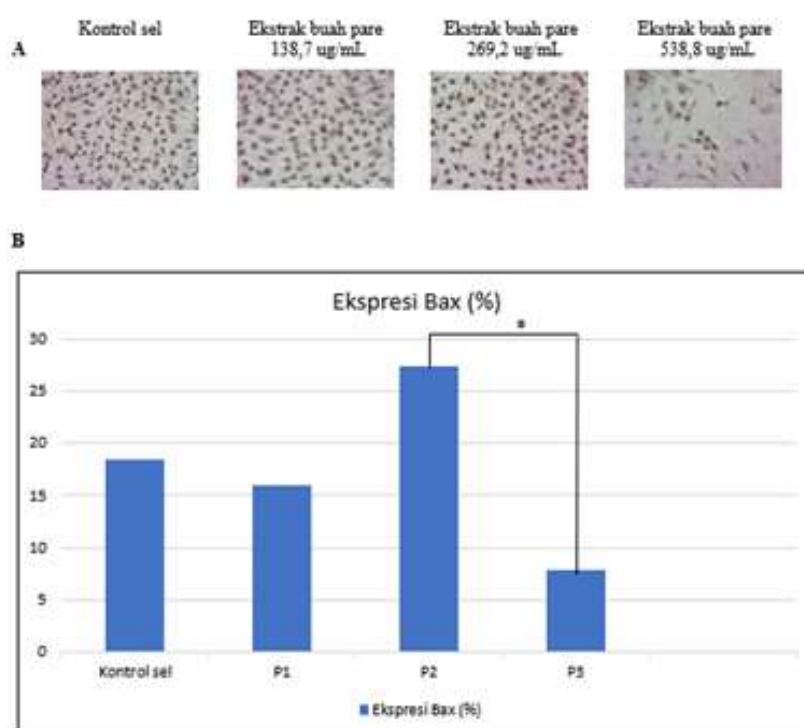 A
Kontrol sel
Ekstrak buah pare
138,7 ug/mL
Ekstrak buah pare
269,2 ug/mL
Ekstrak buah pare
538,8 ug/mL
B
Ekspresi Bax (%)
*
30
25
20
15
10
5
0
Kontrol sel
P1
P2
P3
Ekspresi Bax (%)